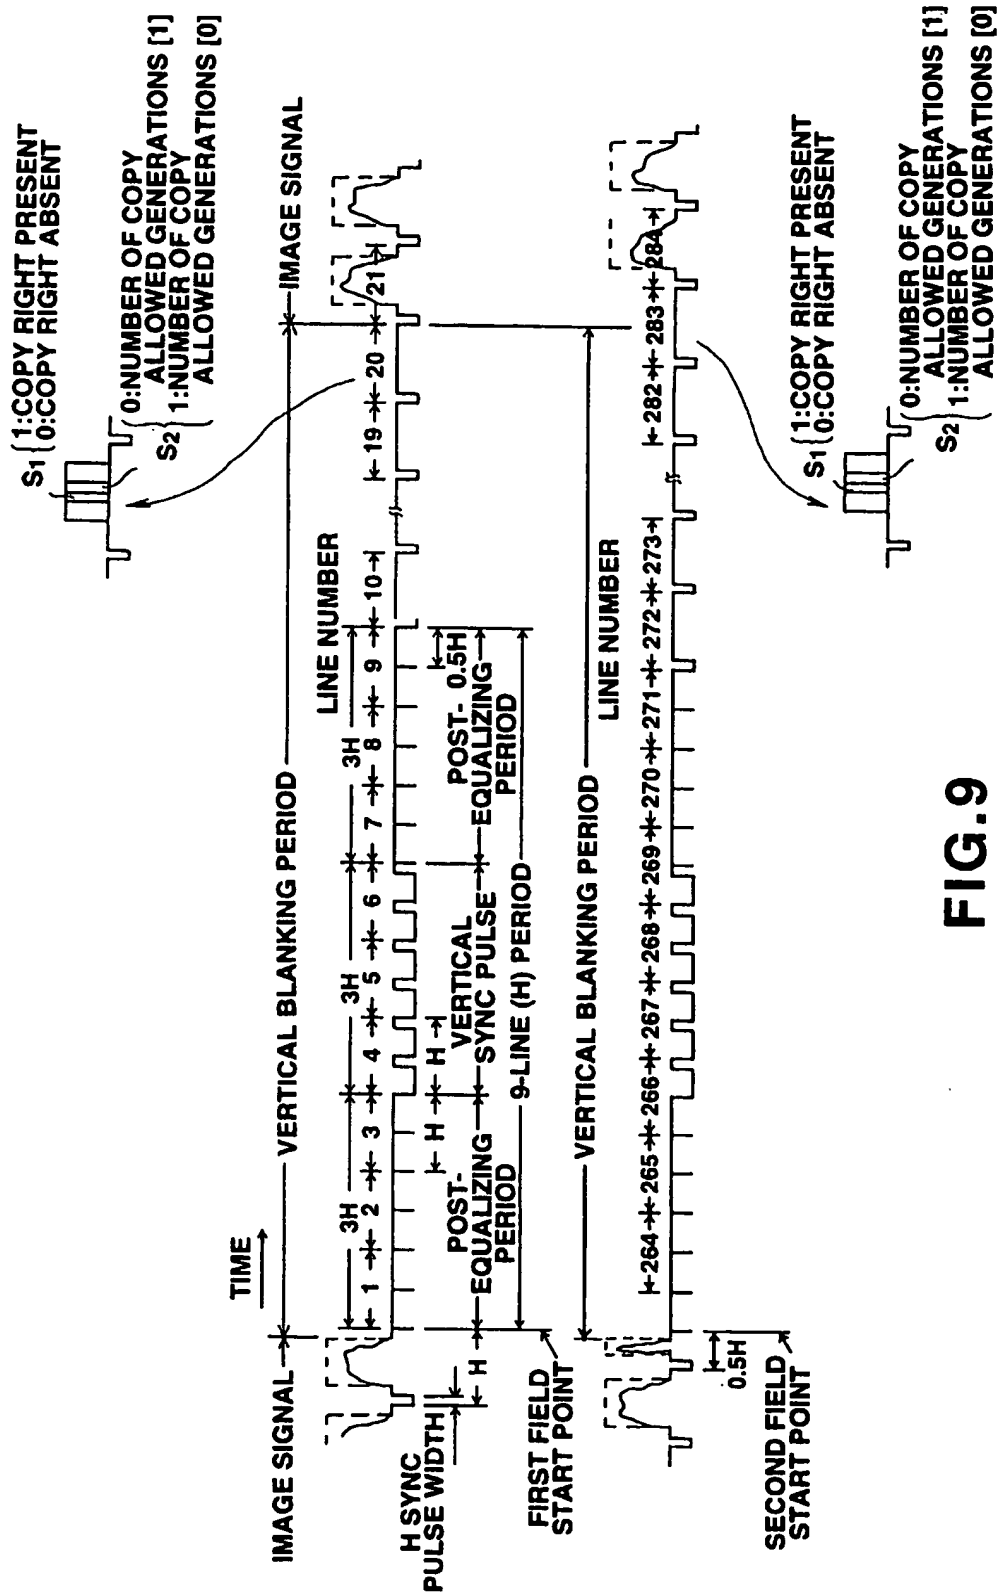 S1 { 1:COPY RIGHT PRESENT
0:COPY RIGHT ABSENT
S2 { 0:NUMBER OF COPY
ALLOWED GENERATIONS [1]
1:NUMBER OF COPY
ALLOWED GENERATIONS [0]
TIME
IMAGE SIGNAL
VERTICAL BLANKING PERIOD
IMAGE SIGNAL
LINE NUMBER
3H
3H
3H
1 2 3 4 5 6 7 8 9 10 19 20 21
H SYNC
PULSE WIDTH
H
H
H
0.5H
POST-
EQUALIZING
PERIOD
VERTICAL
SYNC PULSE
POST-
EQUALIZING
PERIOD
9-LINE (H) PERIOD
FIRST FIELD
START POINT
VERTICAL BLANKING PERIOD
LINE NUMBER
264 265 266 267 268 269 270 271 272 273 282 283 284
0.5H
SECOND FIELD
START POINT
S1 { 1:COPY RIGHT PRESENT
0:COPY RIGHT ABSENT
S2 { 0:NUMBER OF COPY
ALLOWED GENERATIONS [1]
1:NUMBER OF COPY
ALLOWED GENERATIONS [0]
FIG.9